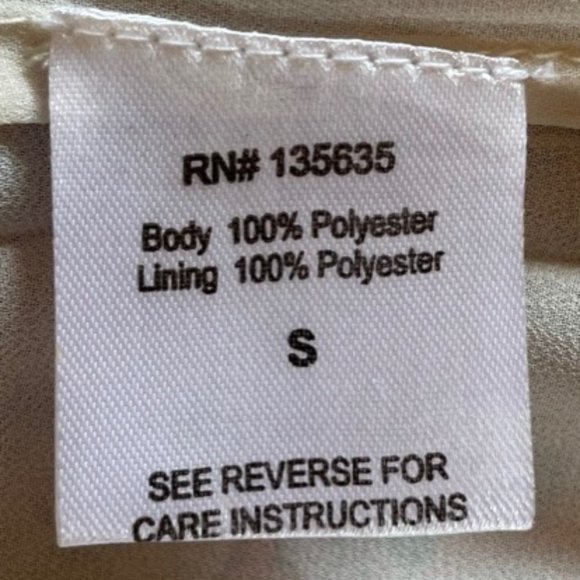 RN# 135635
Body 100% Polyester
Lining 100% Polyester
S
SEE REVERSE FOR
CARE INSTRUCTIONS